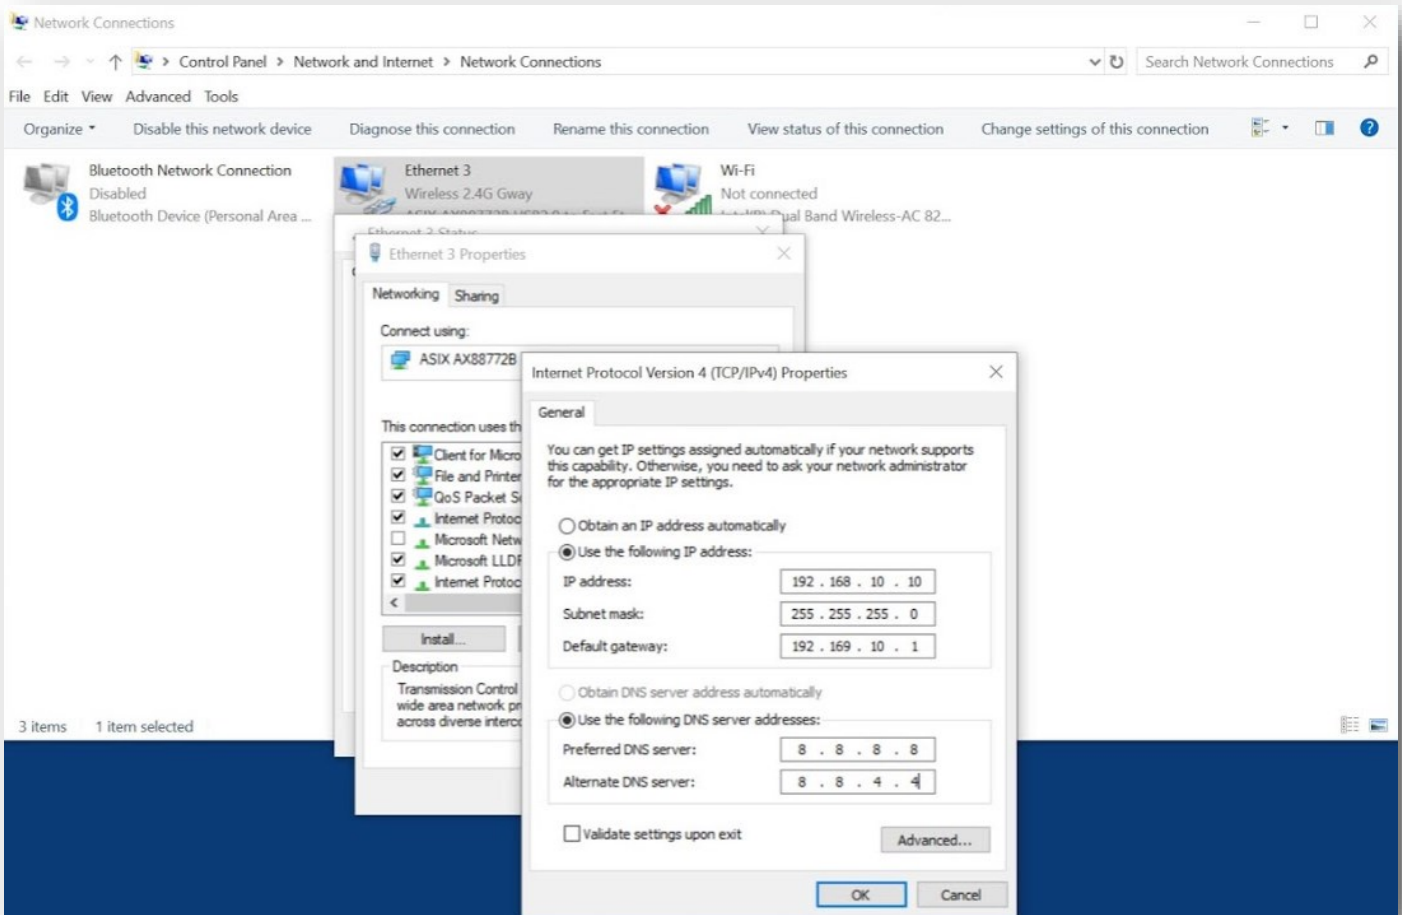 Network Connections
Control Panel > Network and Internet > Network Connections
Search Network Connections
File Edit View Advanced Tools
Organize Disable this network device Diagnose this connection Rename this connection View status of this connection Change settings of this connection
Bluetooth Network Connection
Disabled
Bluetooth Device (Personal Area ...
Ethernet 3
Wireless 2.4G Gway
Wi-Fi
Not connected
Dual Band Wireless-AC 82...
Ethernet 3 Status
Ethernet 3 Properties
Networking Sharing
Connect using:
ASIX AX88772B
This connection uses th
Client for Micro
File and Printer
QoS Packet S
Internet Protoc
Microsoft Netw
Microsoft LLDP
Internet Protoc
Install...
Description
Transmission Control
wide area network pr
across diverse interco
Internet Protocol Version 4 (TCP/IPv4) Properties
General
You can get IP settings assigned automatically if your network supports
this capability. Otherwise, you need to ask your network administrator
for the appropriate IP settings.
Obtain an IP address automatically
Use the following IP address:
IP address: 192 . 168 . 10 . 10
Subnet mask: 255 . 255 . 255 . 0
Default gateway: 192 . 169 . 10 . 1
Obtain DNS server address automatically
Use the following DNS server addresses:
Preferred DNS server: 8 . 8 . 8 . 8
Alternate DNS server: 8 . 8 . 4 . 4
Validate settings upon exit
Advanced...
OK Cancel
3 items 1 item selected